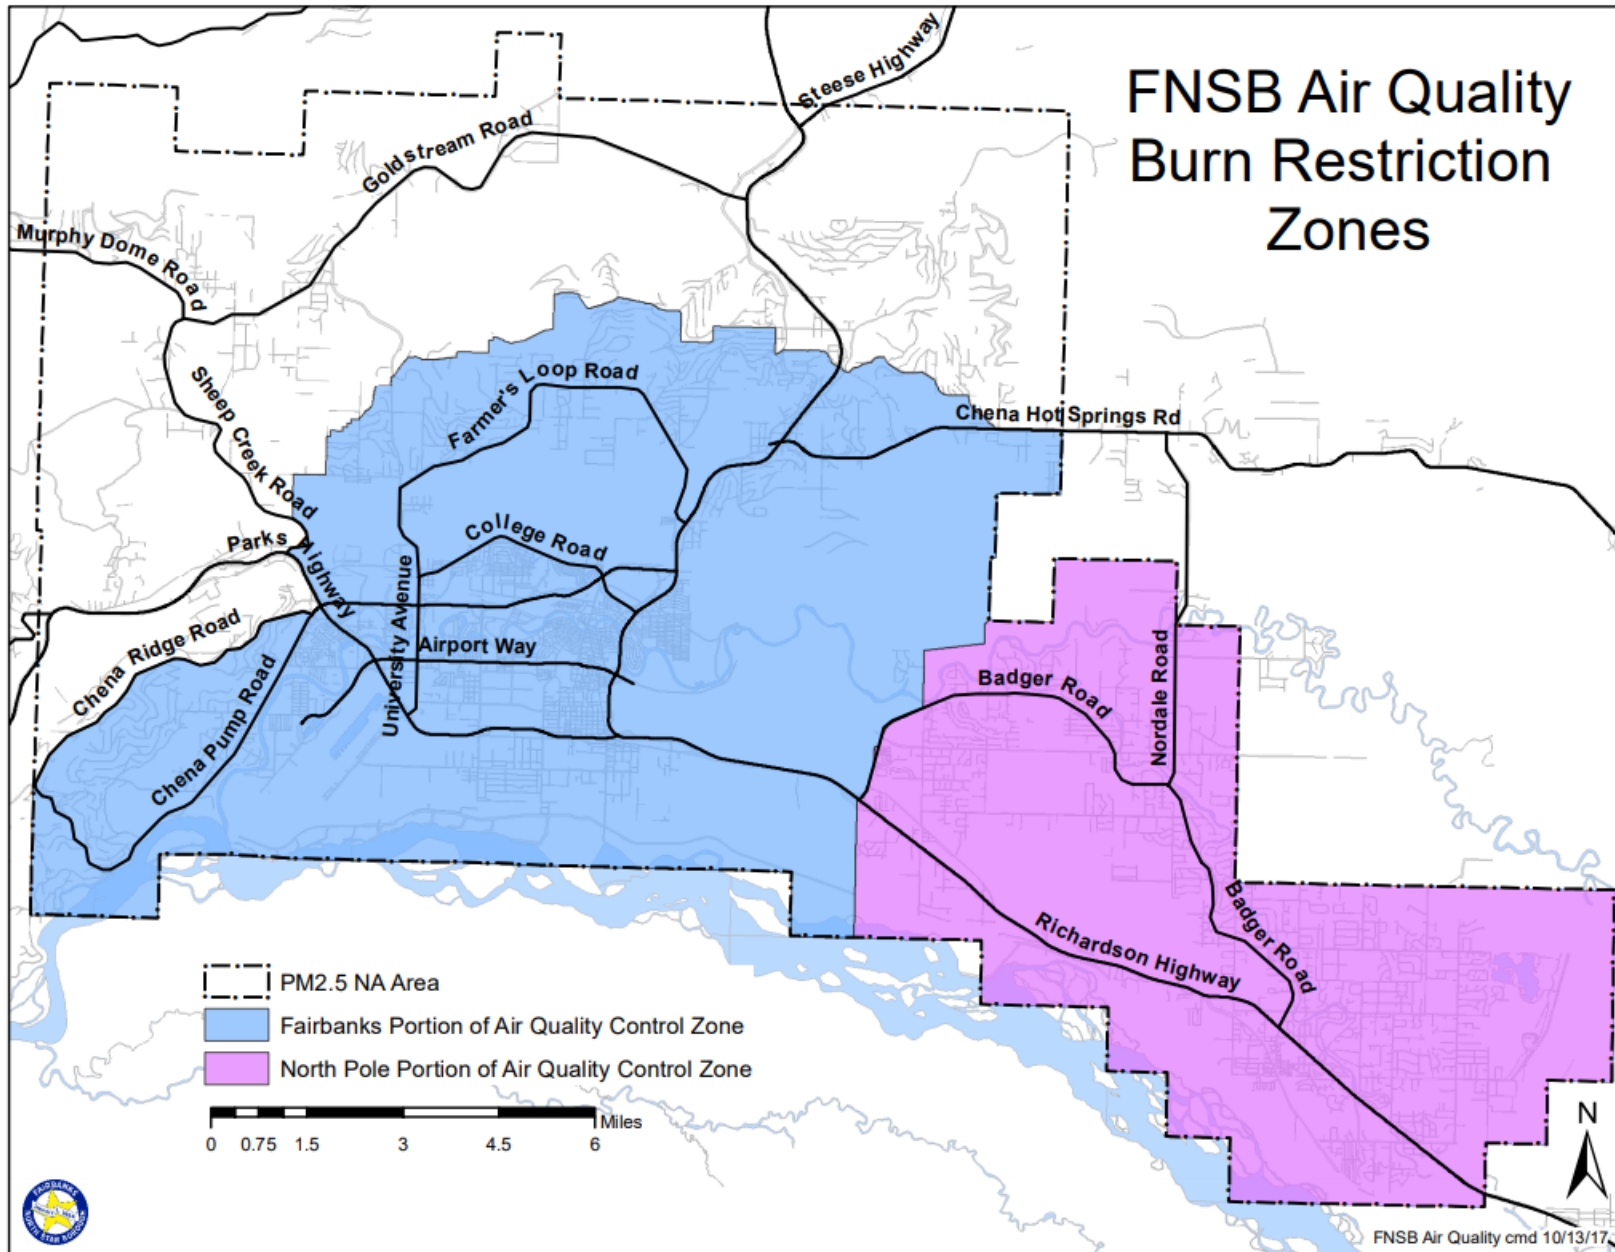 FNSB Air Quality
Burn Restriction
Zones
Steese Highway
Goldstream Road
Murphy Dome Road
Farmer's Loop Road
Sheep Creek Road
Chena Hot Springs Rd
College Road
Parks Highway
University Avenue
Chena Ridge Road
Airport Way
Chena Pump Road
Badger Road
Nordale Road
Badger Road
Richardson Highway
PM2.5 NA Area
Fairbanks Portion of Air Quality Control Zone
North Pole Portion of Air Quality Control Zone
Miles
0 0.75 1.5 3 4.5 6
N
FAIRBANKS
NORTH STAR BOROUGH
FNSB Air Quality cmd 10/13/17